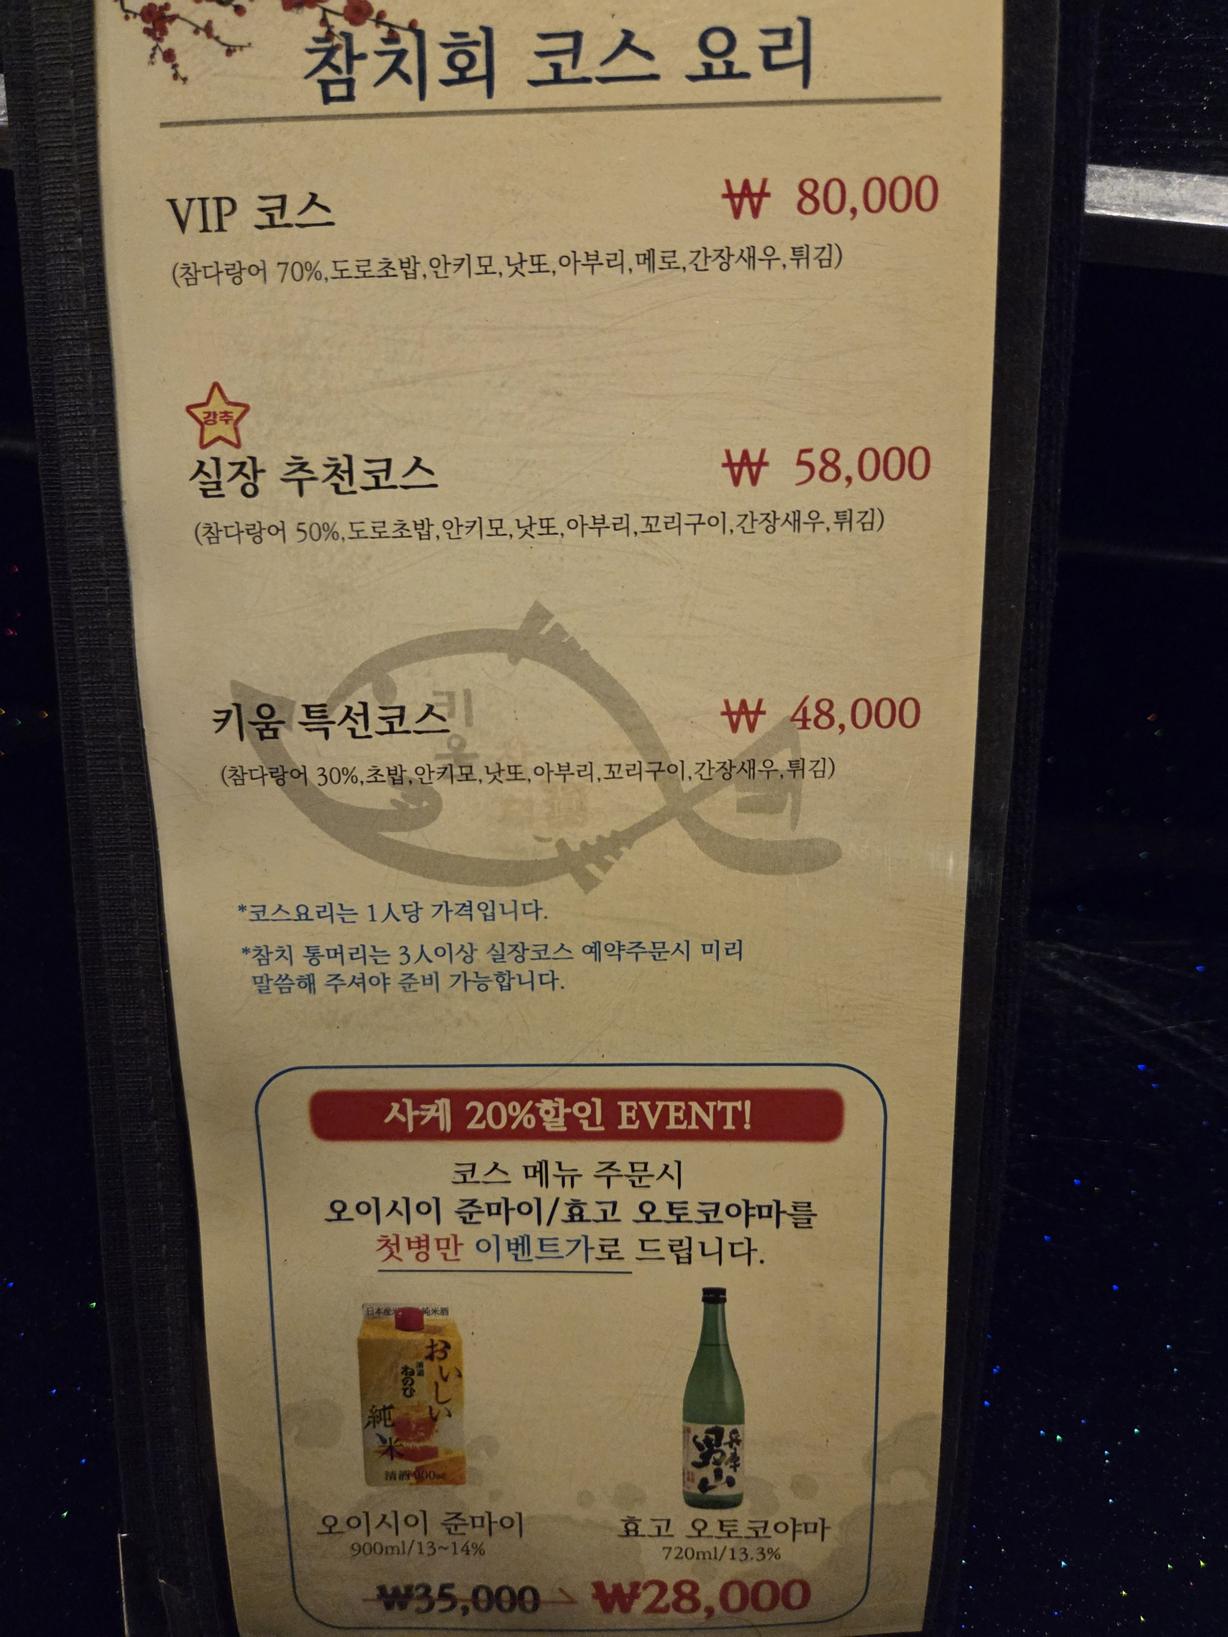 참치회 코스 요리
VIP 코스 ₩ 80,000
(참다랑어 70%,도로초밥,안키모,낫또,아부리,메로,간장새우,튀김)
강추
실장 추천코스 ₩ 58,000
(참다랑어 50%,도로초밥,안키모,낫또,아부리,꼬리구이,간장새우,튀김)
키움 특선코스 ₩ 48,000
(참다랑어 30%,초밥,안키모,낫또,아부리,꼬리구이,간장새우,튀김)
키움
*코스요리는 1人당 가격입니다.
*참치 통머리는 3人이상 실장코스 예약주문시 미리
말씀해 주셔야 준비 가능합니다.
사케 20%할인 EVENT!
코스 메뉴 주문시
오이시이 준마이/효고 오토코야마를
첫병만 이벤트가로 드립니다.
おいしい
純米
清酒 900ml
男山
오이시이 준마이 효고 오토코야마
900ml/13~14% 720ml/13.3%
₩35,000 → ₩28,000